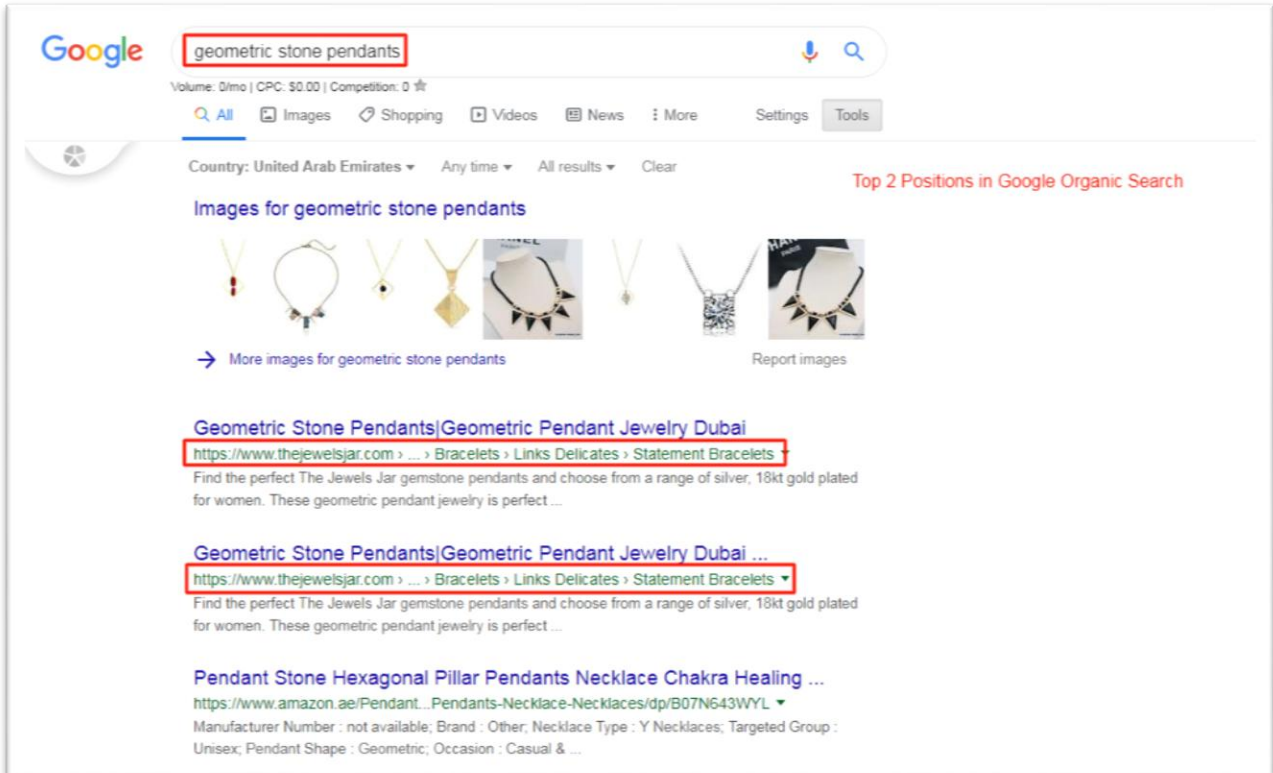 Google
geometric stone pendants
Volume: 0/mo | CPC: $0.00 | Competition: 0
All Images Shopping Videos News More Settings Tools
Country: United Arab Emirates Any time All results Clear
Top 2 Positions in Google Organic Search
Images for geometric stone pendants
More images for geometric stone pendants Report images
Geometric Stone Pendants|Geometric Pendant Jewelry Dubai
https://www.thejewelsjar.com › ... › Bracelets › Links Delicates › Statement Bracelets
Find the perfect The Jewels Jar gemstone pendants and choose from a range of silver, 18kt gold plated
for women. These geometric pendant jewelry is perfect ...
Geometric Stone Pendants|Geometric Pendant Jewelry Dubai ...
https://www.thejewelsjar.com › ... › Bracelets › Links Delicates › Statement Bracelets
Find the perfect The Jewels Jar gemstone pendants and choose from a range of silver, 18kt gold plated
for women. These geometric pendant jewelry is perfect ...
Pendant Stone Hexagonal Pillar Pendants Necklace Chakra Healing ...
https://www.amazon.ae/Pendant...Pendants-Necklace-Necklaces/dp/B07N643WYL
Manufacturer Number : not available; Brand : Other; Necklace Type : Y Necklaces; Targeted Group :
Unisex; Pendant Shape : Geometric; Occasion : Casual & ...